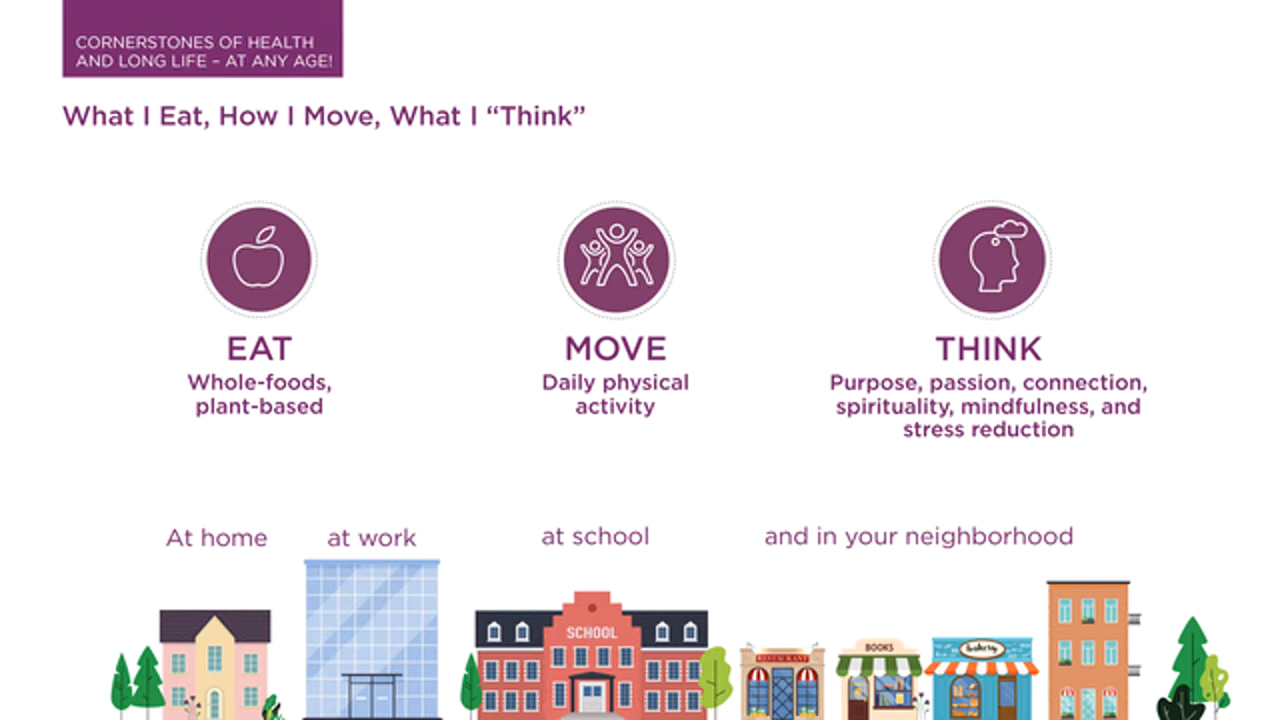 CORNERSTONES OF HEALTH
AND LONG LIFE – AT ANY AGE!
What I Eat, How I Move, What I “Think”
EAT
Whole-foods,
plant-based
MOVE
Daily physical
activity
THINK
Purpose, passion, connection,
spirituality, mindfulness, and
stress reduction
At home
at work
at school
and in your neighborhood
SCHOOL
RESTAURANT
BOOKS
bakery